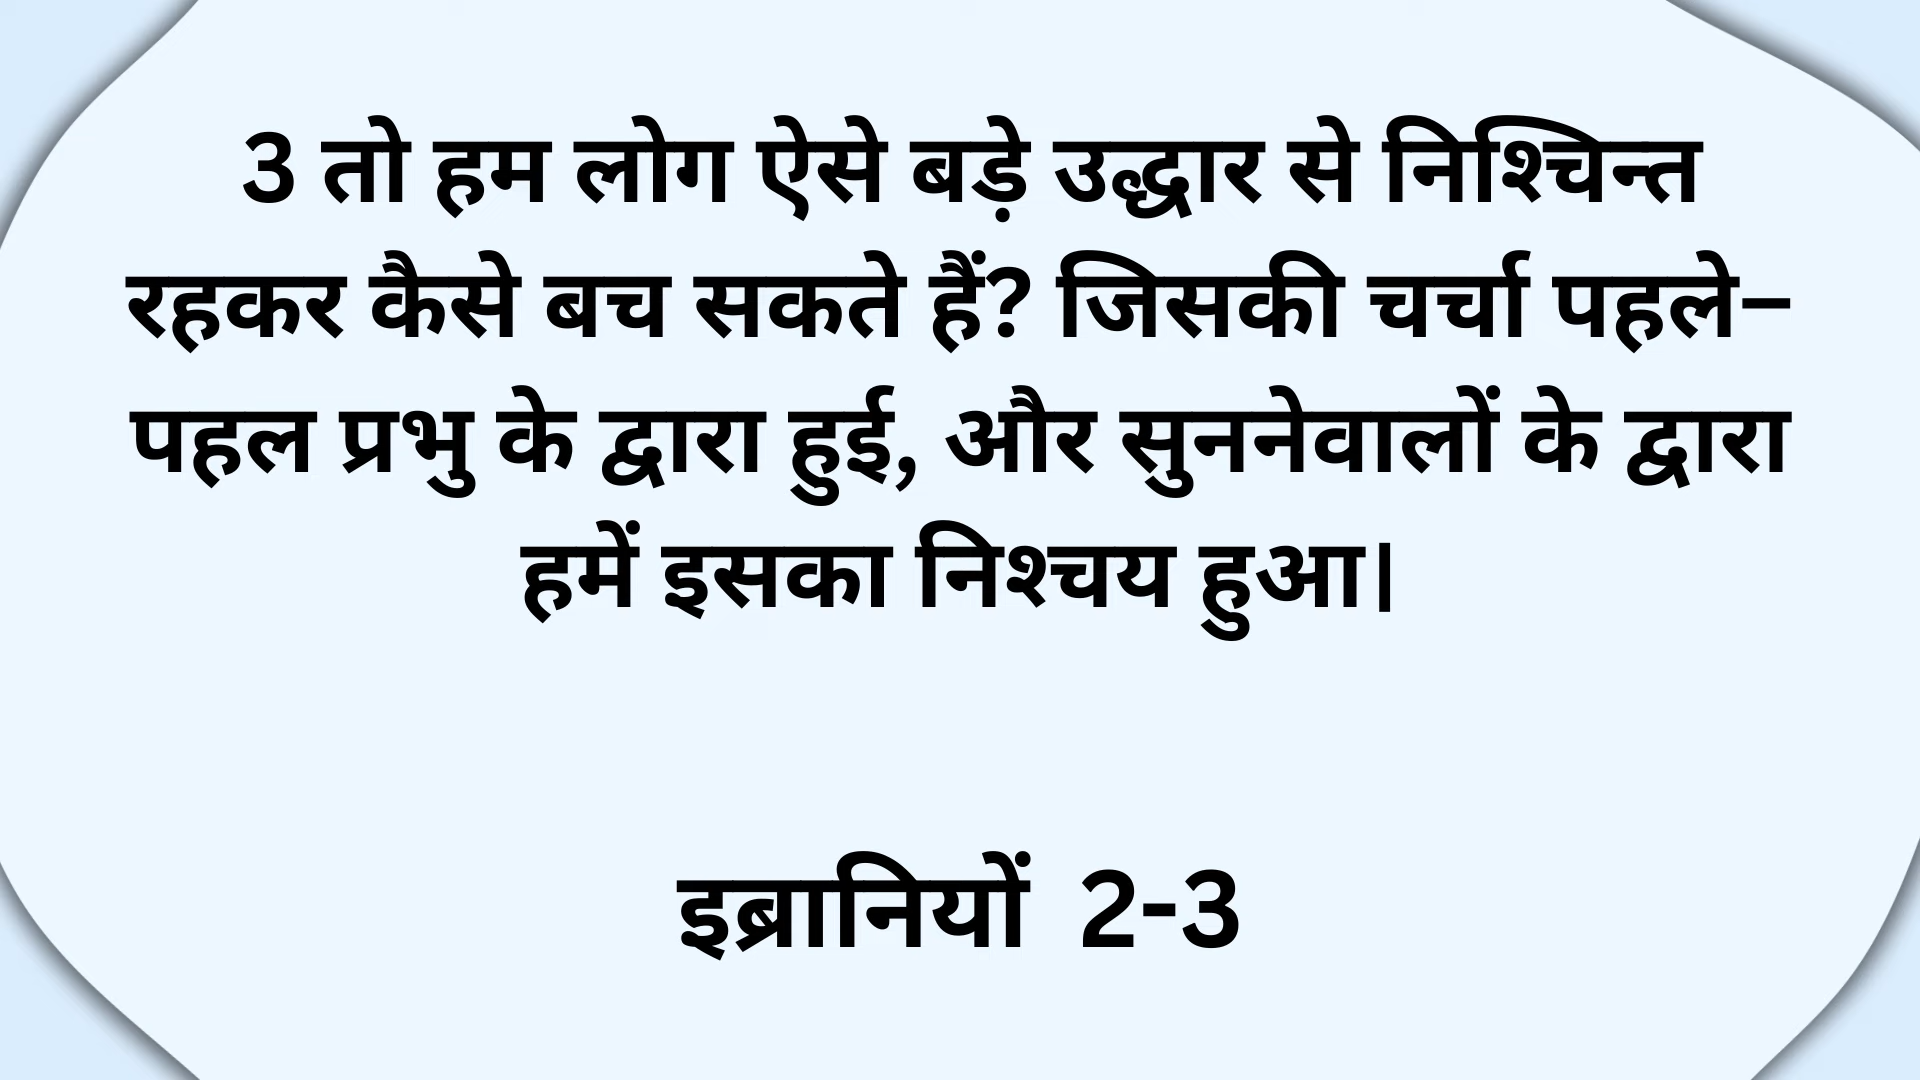 3 तो हम लोग ऐसे बड़े उद्धार से निश्चिन्त
रहकर कैसे बच सकते हैं? जिसकी चर्चा पहले–
पहल प्रभु के द्वारा हुई, और सुननेवालों के द्वारा
हमें इसका निश्चय हुआ।
इब्रानियों 2-3